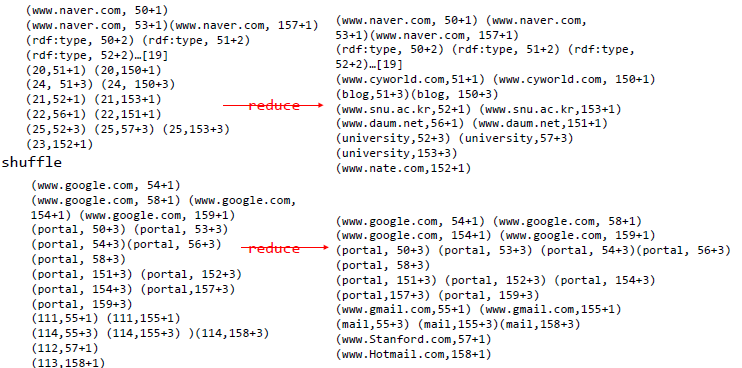 (www.naver.com, 50+1)
(www.naver.com, 53+1)(www.naver.com, 157+1)
(rdf:type, 50+2) (rdf:type, 51+2)
(rdf:type, 52+2)…[19]
(20,51+1) (20,150+1)
(24, 51+3) (24, 150+3)
(21,52+1) (21,153+1)
(22,56+1) (22,151+1)
(25,52+3) (25,57+3) (25,153+3)
(23,152+1)
reduce
(www.naver.com, 50+1) (www.naver.com,
53+1)(www.naver.com, 157+1)
(rdf:type, 50+2) (rdf:type, 51+2) (rdf:type,
52+2)…[19]
(www.cyworld.com,51+1) (www.cyworld.com, 150+1)
(blog,51+3)(blog, 150+3)
(www.snu.ac.kr,52+1) (www.snu.ac.kr,153+1)
(www.daum.net,56+1) (www.daum.net,151+1)
(university,52+3) (university,57+3)
(university,153+3)
(www.nate.com,152+1)
shuffle
(www.google.com, 54+1)
(www.google.com, 58+1) (www.google.com,
154+1) (www.google.com, 159+1)
(portal, 50+3) (portal, 53+3)
(portal, 54+3)(portal, 56+3)
(portal, 58+3)
(portal, 151+3) (portal, 152+3)
(portal, 154+3) (portal,157+3)
(portal, 159+3)
(111,55+1) (111,155+1)
(114,55+3) (114,155+3) )(114,158+3)
(112,57+1)
(113,158+1)
reduce
(www.google.com, 54+1) (www.google.com, 58+1)
(www.google.com, 154+1) (www.google.com, 159+1)
(portal, 50+3) (portal, 53+3) (portal, 54+3)(portal, 56+3)
(portal, 58+3)
(portal, 151+3) (portal, 152+3) (portal, 154+3)
(portal,157+3) (portal, 159+3)
(www.gmail.com,55+1) (www.gmail.com,155+1)
(mail,55+3) (mail,155+3)(mail,158+3)
(www.Stanford.com,57+1)
(www.Hotmail.com,158+1)